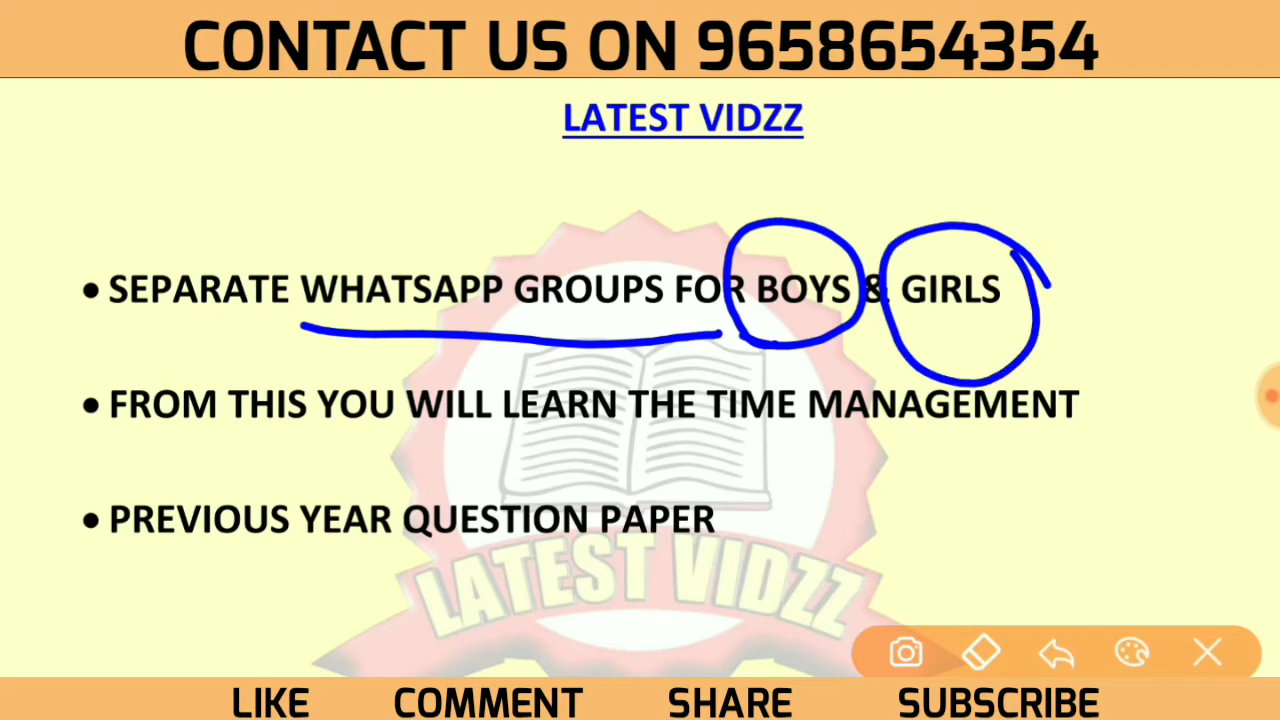 CONTACT US ON 9658654354
LATEST VIDZZ
• SEPARATE WHATSAPP GROUPS FOR BOYS & GIRLS
• FROM THIS YOU WILL LEARN THE TIME MANAGEMENT
• PREVIOUS YEAR QUESTION PAPER
LATEST VIDZZ
LIKE COMMENT SHARE SUBSCRIBE